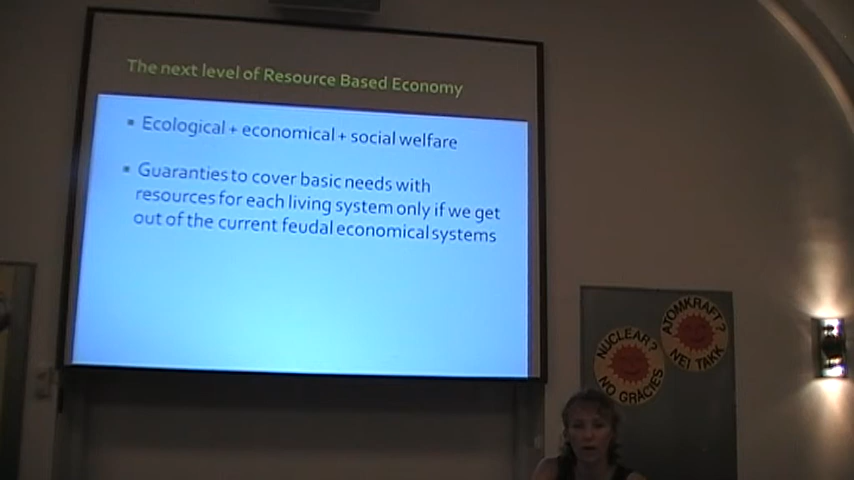 The next level of Resource Based Economy
▪ Ecological + economical + social welfare
▪ Guaranties to cover basic needs with
resources for each living system only if we get
out of the current feudal economical systems
NUCLEAR?
NO GRÀCIES
ATOMKRAFT?
NEI TAKK